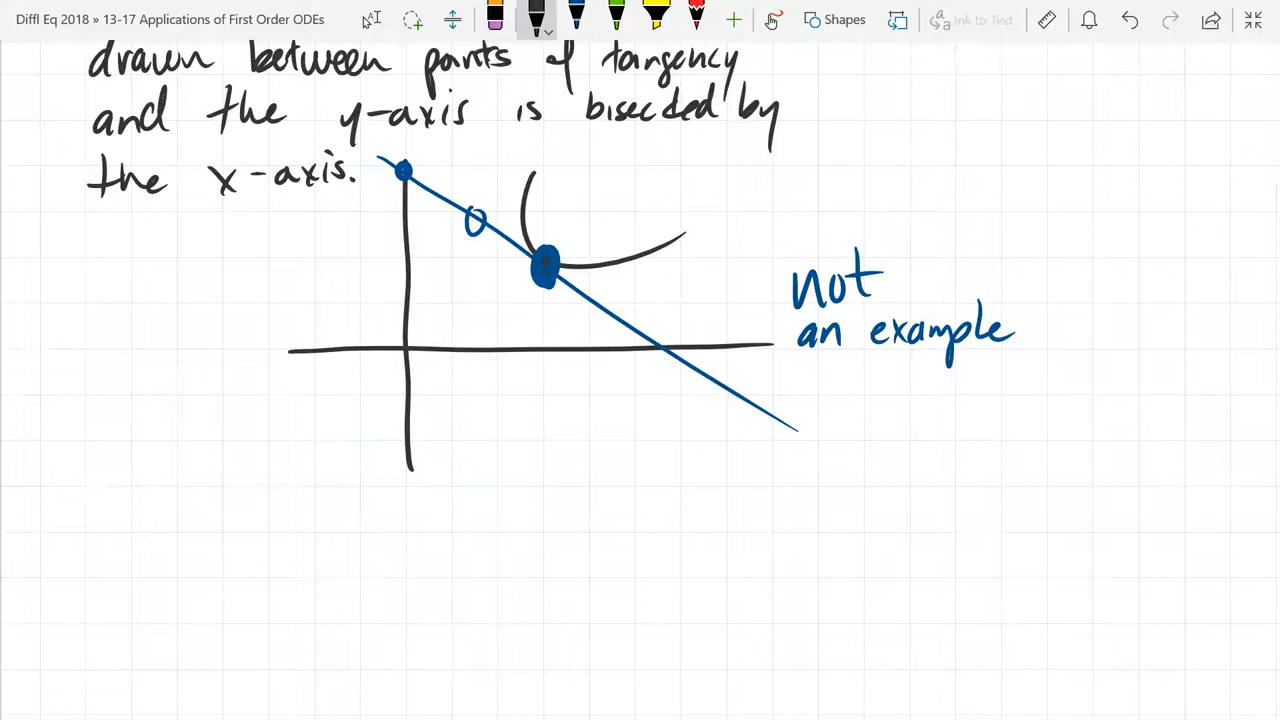 Diffl Eq 2018 » 13-17 Applications of First Order ODEs
Shapes
Ink to Text
drawn between points of tangency
and the y-axis is bisected by
the x-axis.
not
an example